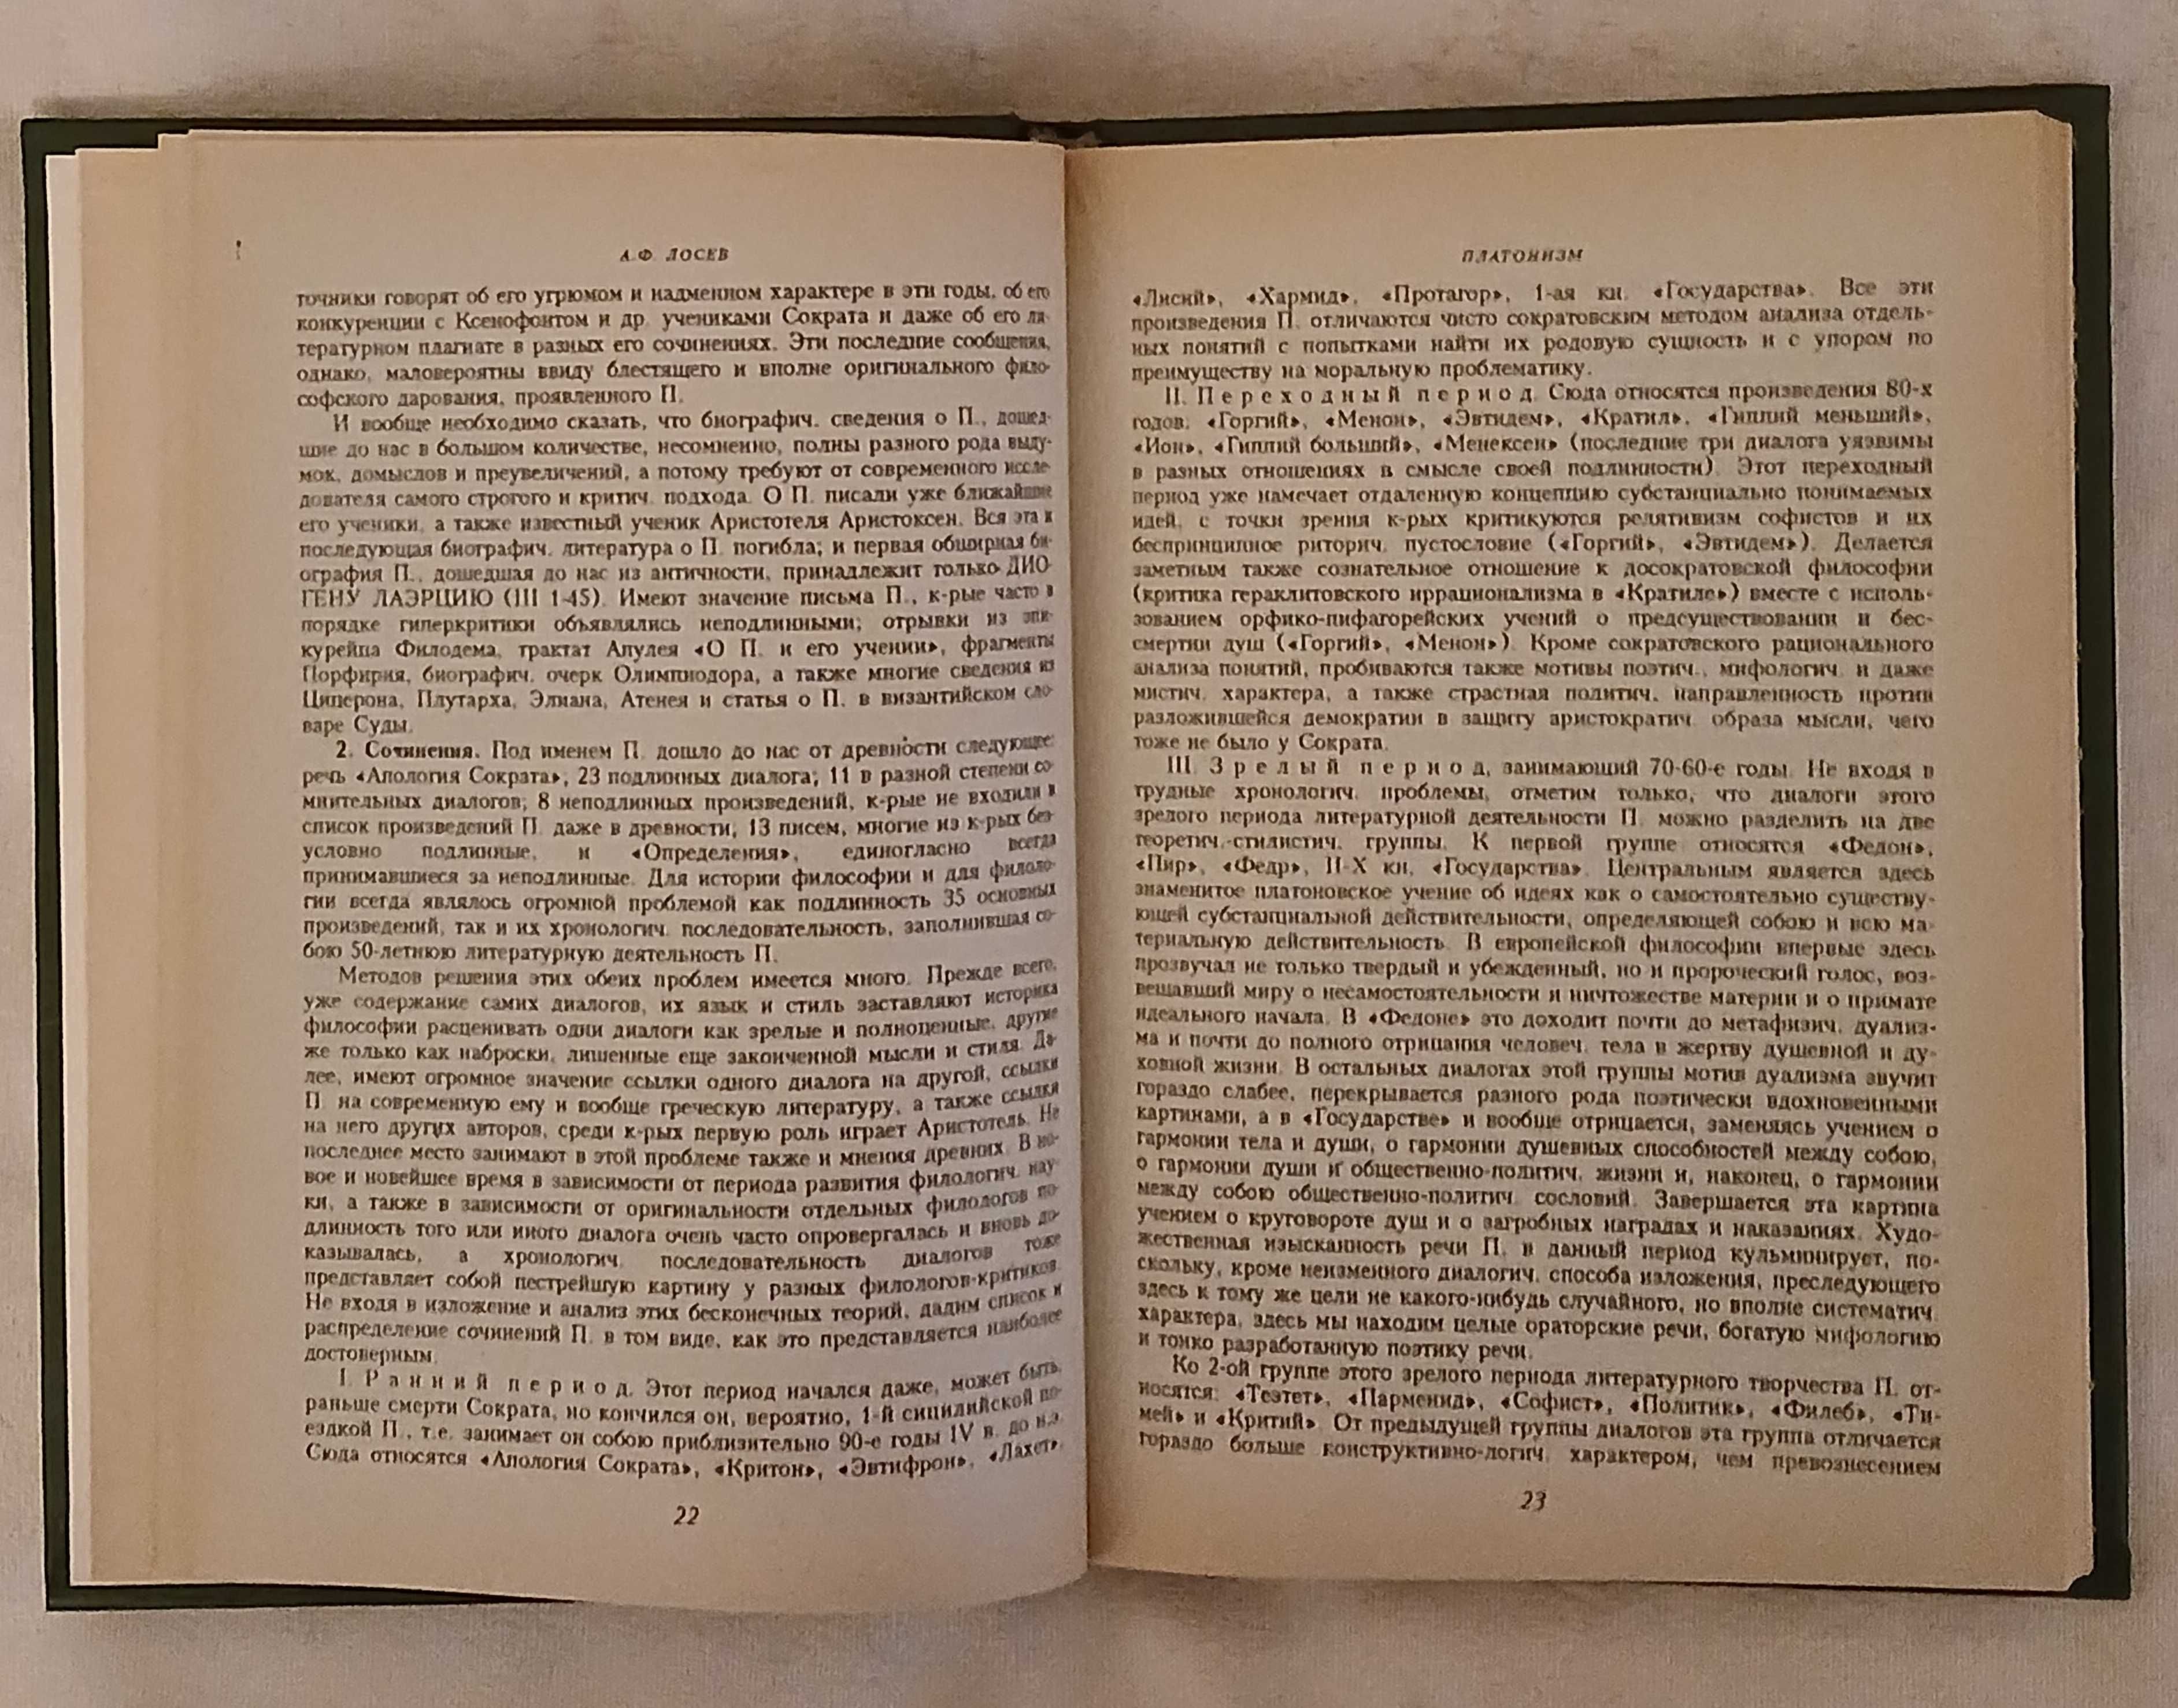 А.Ф. ЛОСЕВ
точники говорят об его угрюмом и надменном характере в эти годы, об его
конкуренции с Ксенофонтом и др. учениками Сократа и даже об его ли-
тературном плагиате в разных его сочинениях. Эти последние сообщения,
однако, маловероятны ввиду блестящего и вполне оригинального фило-
софского дарования, проявленного П.
И вообще необходимо сказать, что биографич. сведения о П., дошед-
шие до нас в большом количестве, несомненно, полны разного рода выду-
мок, домыслов и преувеличений, а потому требуют от современного иссле-
дователя самого строгого и критич. подхода. О П. писали уже ближайшие
его ученики, а также известный ученик Аристотеля Аристоксен. Вся эта и
последующая биографич. литература о П. погибла; и первая обширная би-
ография П., дошедшая до нас из античности, принадлежит только ДИО-
ГЕНУ ЛАЭРЦИЮ (III 1-45). Имеют значение письма П., к-рые часто в
порядке гиперкритики объявлялись неподлинными; отрывки из эпи-
курейца Филодема, трактат Апулея «О П. и его учении», фрагменты
Порфирия, биографич. очерк Олимпиодора, а также многие сведения из
Циперона, Плутарха, Элиана, Атенея и статья о П. в византийском сло-
варе Суды.
2. Сочинения. Под именем П. дошло до нас от древности следующее:
речь «Апология Сократа»; 23 подлинных диалога; 11 в разной степени со-
мнительных диалогов; 8 неподлинных произведений, к-рые не входили в
список произведений П. даже в древности; 13 писем, многие из к-рых без-
условно подлинные, и «Определения», единогласно всегда
принимавшиеся за неподлинные. Для истории философии и для филоло-
гии всегда являлось огромной проблемой как подлинность 35 основных
произведений, так и их хронологич. последовательность, заполнившая со-
бою 50-летнюю литературную деятельность П.
Методов решения этих обеих проблем имеется много. Прежде всего,
уже содержание самих диалогов, их язык и стиль заставляют историка
философии расценивать одни диалоги как зрелые и полноценные, другие
же только как наброски, лишенные еще законченной мысли и стиля. Да-
лее, имеют огромное значение ссылки одного диалога на другой, ссылки
П. на современную ему и вообще греческую литературу, а также ссылки
на него других авторов, среди к-рых первую роль играет Аристотель. Не
последнее место занимают в этой проблеме также и мнения древних. В но-
вое и новейшее время в зависимости от периода развития филологич. нау-
ки, а также в зависимости от оригинальности отдельных филологов по-
длинность того или иного диалога очень часто опровергалась и вновь до-
казывалась, а хронологич. последовательность диалогов тоже
представляет собой пестрейшую картину у разных филологов-критиков.
Не входя в изложение и анализ этих бесконечных теорий, дадим список и
распределение сочинений П. в том виде, как это представляется наиболее
достоверным.
I. Ранний период. Этот период начался даже, может быть,
раньше смерти Сократа, но кончился он, вероятно, 1-й сицилийской по-
ездкой П., т.е. занимает он собою приблизительно 90-е годы IV в. до н.э.
Сюда относятся «Апология Сократа», «Критон», «Эвтифрон», «Лахет»,
22
ПЛАТОНИЗМ
«Лисий», «Хармид», «Протагор», 1-ая кн. «Государства». Все эти
произведения П. отличаются чисто сократовским методом анализа отдель-
ных понятий с попытками найти их родовую сущность и с упором по
преимуществу на моральную проблематику.
II. Переходный период. Сюда относятся произведения 80-х
годов: «Горгий», «Менон», «Эвтидем», «Кратил», «Гиппий меньший»,
«Ион», «Гиппий больший», «Менексен» (последние три диалога уязвимы
в разных отношениях в смысле своей подлинности). Этот переходный
период уже намечает отдаленную концепцию субстанциально понимаемых
идей, с точки зрения к-рых критикуются релятивизм софистов и их
беспринципное риторич. пустословие («Горгий», «Эвтидем»). Делается
заметным также сознательное отношение к досократовской философии
(критика гераклитовского иррационализма в «Кратиле») вместе с исполь-
зованием орфико-пифагорейских учений о предсуществовании и бес-
смертии душ («Горгий», «Менон»). Кроме сократовского рационального
анализа понятий, пробиваются также мотивы поэтич., мифологич. и даже
мистич. характера, а также страстная политич. направленность против
разложившейся демократии в защиту аристократич. образа мысли, чего
тоже не было у Сократа.
III. Зрелый период, занимающий 70-60-е годы. Не входя в
трудные хронологич. проблемы, отметим только, что диалоги этого
зрелого периода литературной деятельности П. можно разделить на две
теоретич.-стилистич. группы. К первой группе относятся «Федон»,
«Пир», «Федр», II-X кн. «Государства». Центральным является здесь
знаменитое платоновское учение об идеях как о самостоятельно существу-
ющей субстанциальной действительности, определяющей собою и всю ма-
териальную действительность. В европейской философии впервые здесь
прозвучал не только твердый и убежденный, но и пророческий голос, воз-
вещавший миру о несамостоятельности и ничтожестве материи и о примате
идеального начала. В «Федоне» это доходит почти до метафизич. дуализ-
ма и почти до полного отрицания человеч. тела в жертву душевной и ду-
ховной жизни. В остальных диалогах этой группы мотив дуализма звучит
гораздо слабее, перекрывается разного рода поэтически вдохновенными
картинами, а в «Государстве» и вообще отрицается, заменяясь учением о
гармонии тела и души, о гармонии душевных способностей между собою,
о гармонии души и общественно-политич. жизни и, наконец, о гармонии
между собою общественно-политич. сословий. Завершается эта картина
учением о круговороте душ и о загробных наградах и наказаниях. Худо-
жественная изысканность речи П. в данный период кульминирует, по-
скольку, кроме неизменного диалогич. способа изложения, преследующего
здесь к тому же цели не какого-нибудь случайного, но вполне систематич.
характера, здесь мы находим целые ораторские речи, богатую мифологию
и тонко разработанную поэтику речи.
Ко 2-ой группе этого зрелого периода литературного творчества П. от-
носятся: «Теэтет», «Парменид», «Софист», «Политик», «Филеб», «Ти-
мей» и «Критий». От предыдущей группы диалогов эта группа отличается
гораздо больше конструктивно-логич. характером, чем превознесением
23